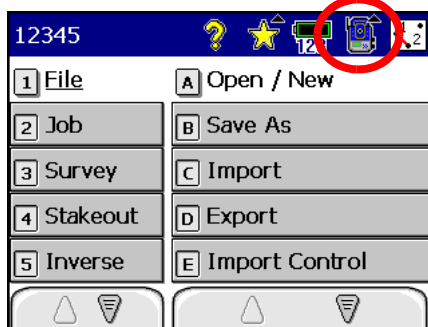 12345
1 File
A Open / New
2 Job
B Save As
3 Survey
C Import
4 Stakeout
D Export
5 Inverse
E Import Control